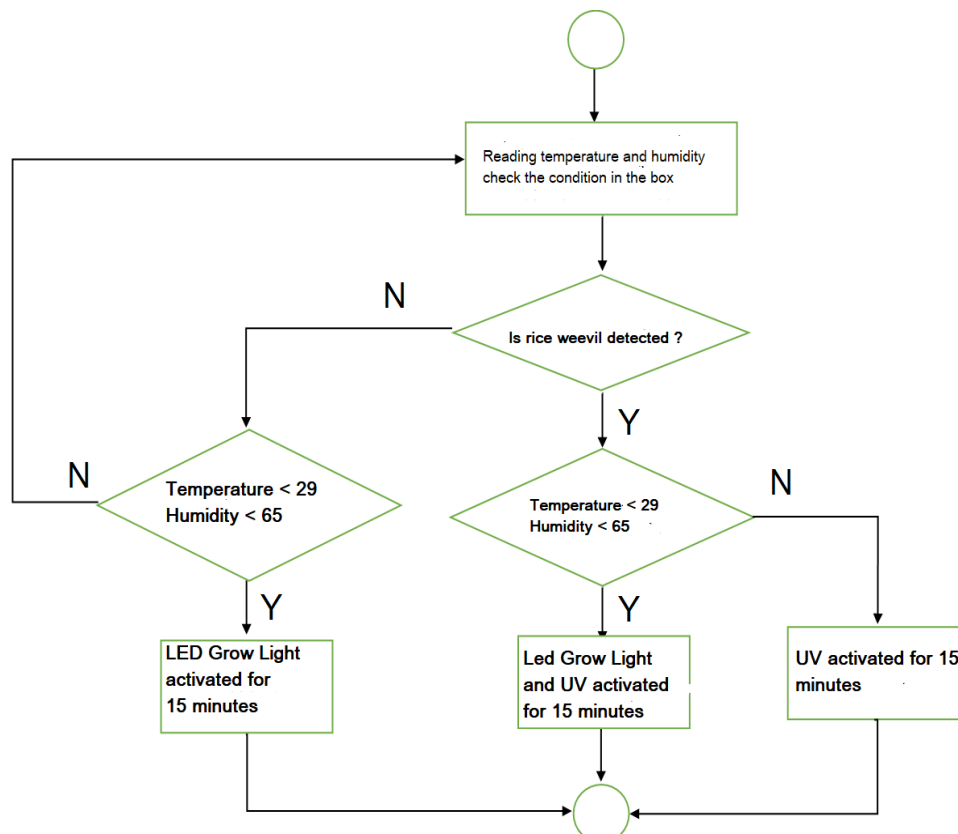 Reading temperature and humidity
check the condition in the box
N
Is rice weevil detected ?
Y
N
Temperature < 29
Humidity < 65
Temperature < 29
Humidity < 65
N
Y
Y
LED Grow Light
activated for
15 minutes
Led Grow Light
and UV activated
for 15 minutes
UV activated for 15
minutes